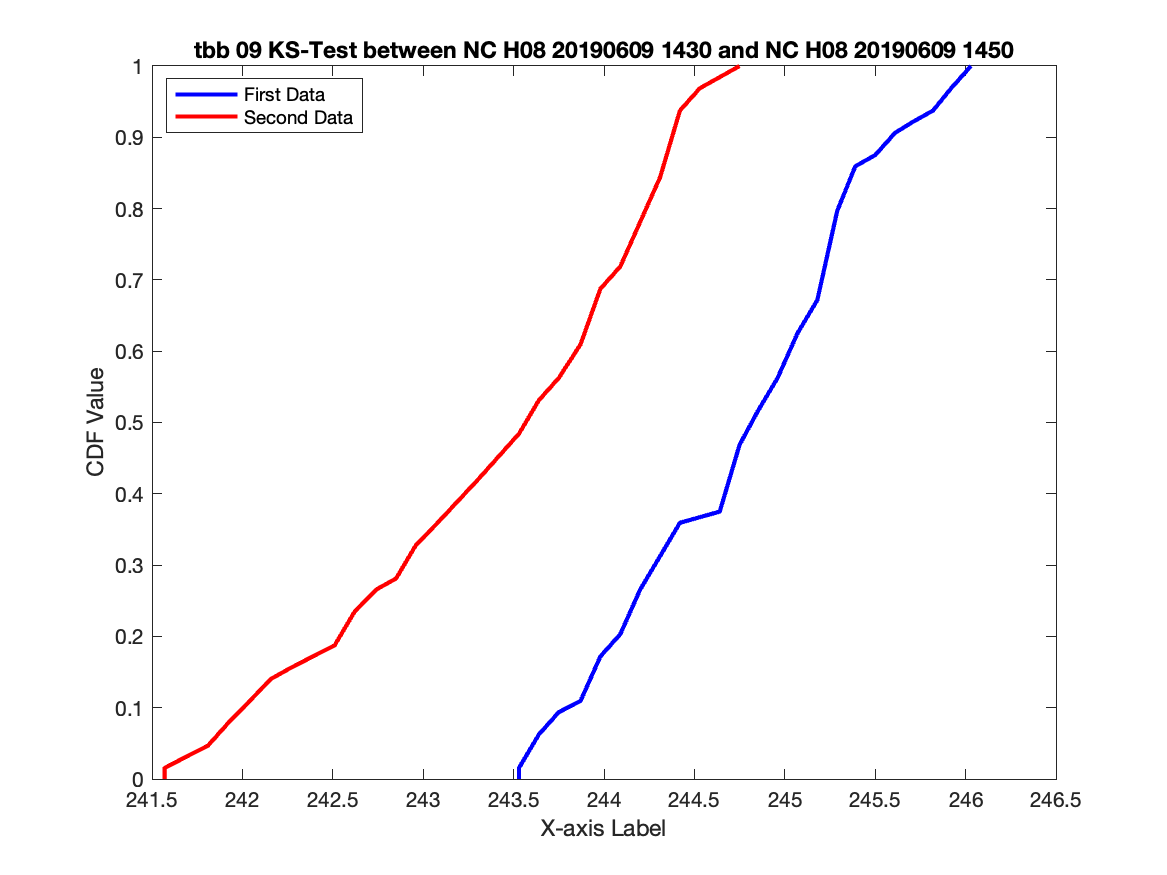 tbb 09 KS-Test between NC H08 20190609 1430 and NC H08 20190609 1450
First Data
Second Data
1
0.9
0.8
0.7
0.6
0.5
0.4
0.3
0.2
0.1
0
CDF Value
241.5 242 242.5 243 243.5 244 244.5 245 245.5 246 246.5
X-axis Label